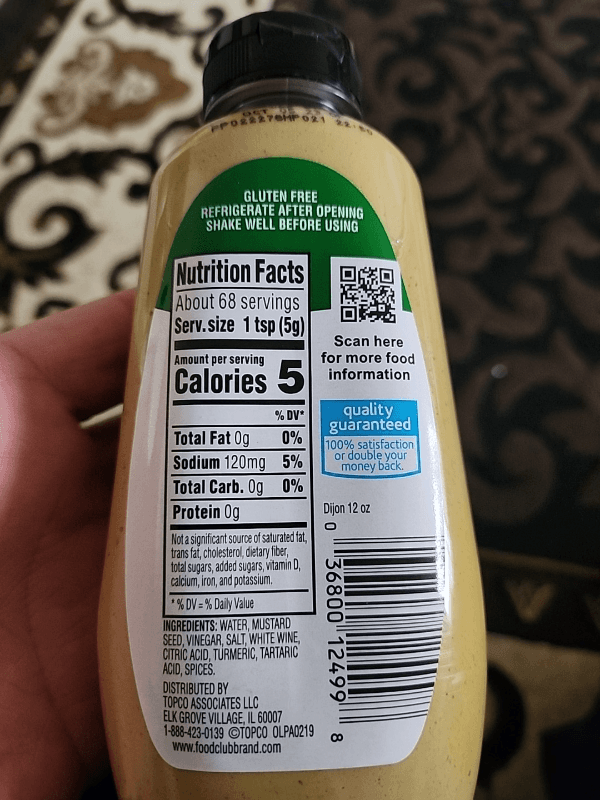 GLUTEN FREE
REFRIGERATE AFTER OPENING
SHAKE WELL BEFORE USING
Nutrition Facts
About 68 servings
Serv. size 1 tsp (5g)
Amount per serving
Calories 5
% DV*
Total Fat 0g 0%
Sodium 120mg 5%
Total Carb. 0g 0%
Protein 0g
Not a significant source of saturated fat,
trans fat, cholesterol, dietary fiber,
total sugars, added sugars, vitamin D,
calcium, iron, and potassium.
* % DV = % Daily Value
INGREDIENTS: WATER, MUSTARD
SEED, VINEGAR, SALT, WHITE WINE,
CITRIC ACID, TURMERIC, TARTARIC
ACID, SPICES.
DISTRIBUTED BY
TOPCO ASSOCIATES LLC
ELK GROVE VILLAGE, IL 60007
1-888-423-0139 ©TOPCO OLPA0219
www.foodclubbrand.com
Scan here
for more food
information
quality
guaranteed
100% satisfaction
or double your
money back.
Dijon 12 oz
0 36800 12499 8